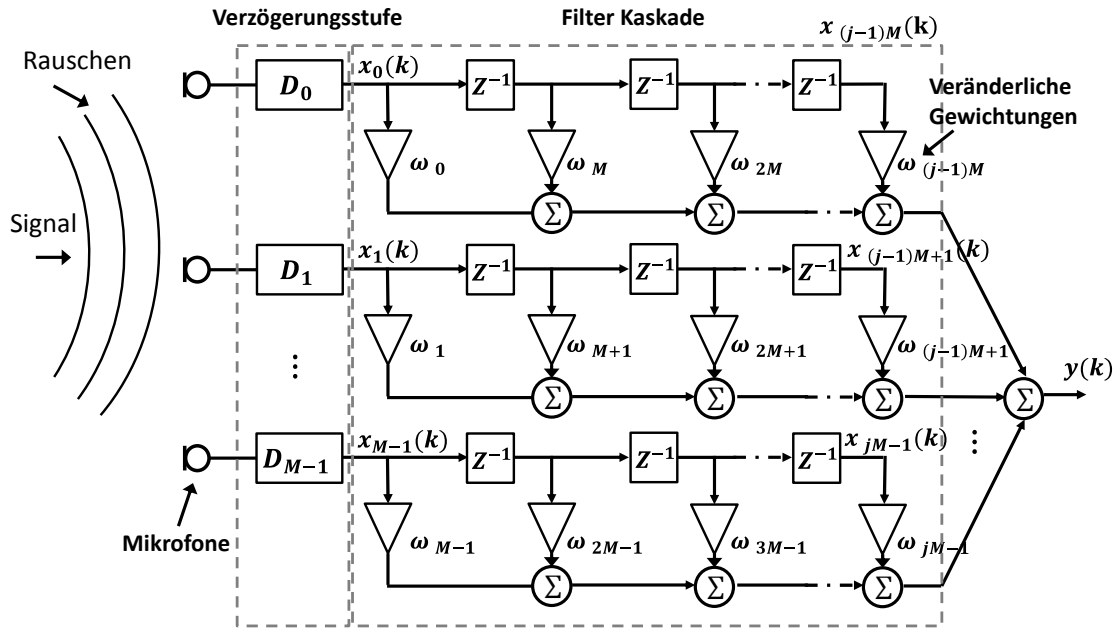 Verzögerungsstufe
Filter Kaskade
x (j−1)M(k)
Rauschen
D0
x0(k)
Z−1
Z−1
Z−1
Veränderliche
Gewichtungen
ω 0
ω M
ω 2M
ω (j−1)M
Signal
Σ
Σ
Σ
D1
x1(k)
Z−1
Z−1
Z−1
x (j−1)M+1(k)
ω 1
ω M+1
ω 2M+1
ω (j−1)M+1
⋮
Σ
Σ
Σ
Σ
y(k)
DM−1
xM−1(k)
Z−1
Z−1
Z−1
x jM−1(k)
⋮
Mikrofone
ω M−1
ω 2M−1
ω 3M−1
ω jM−1
Σ
Σ
Σ